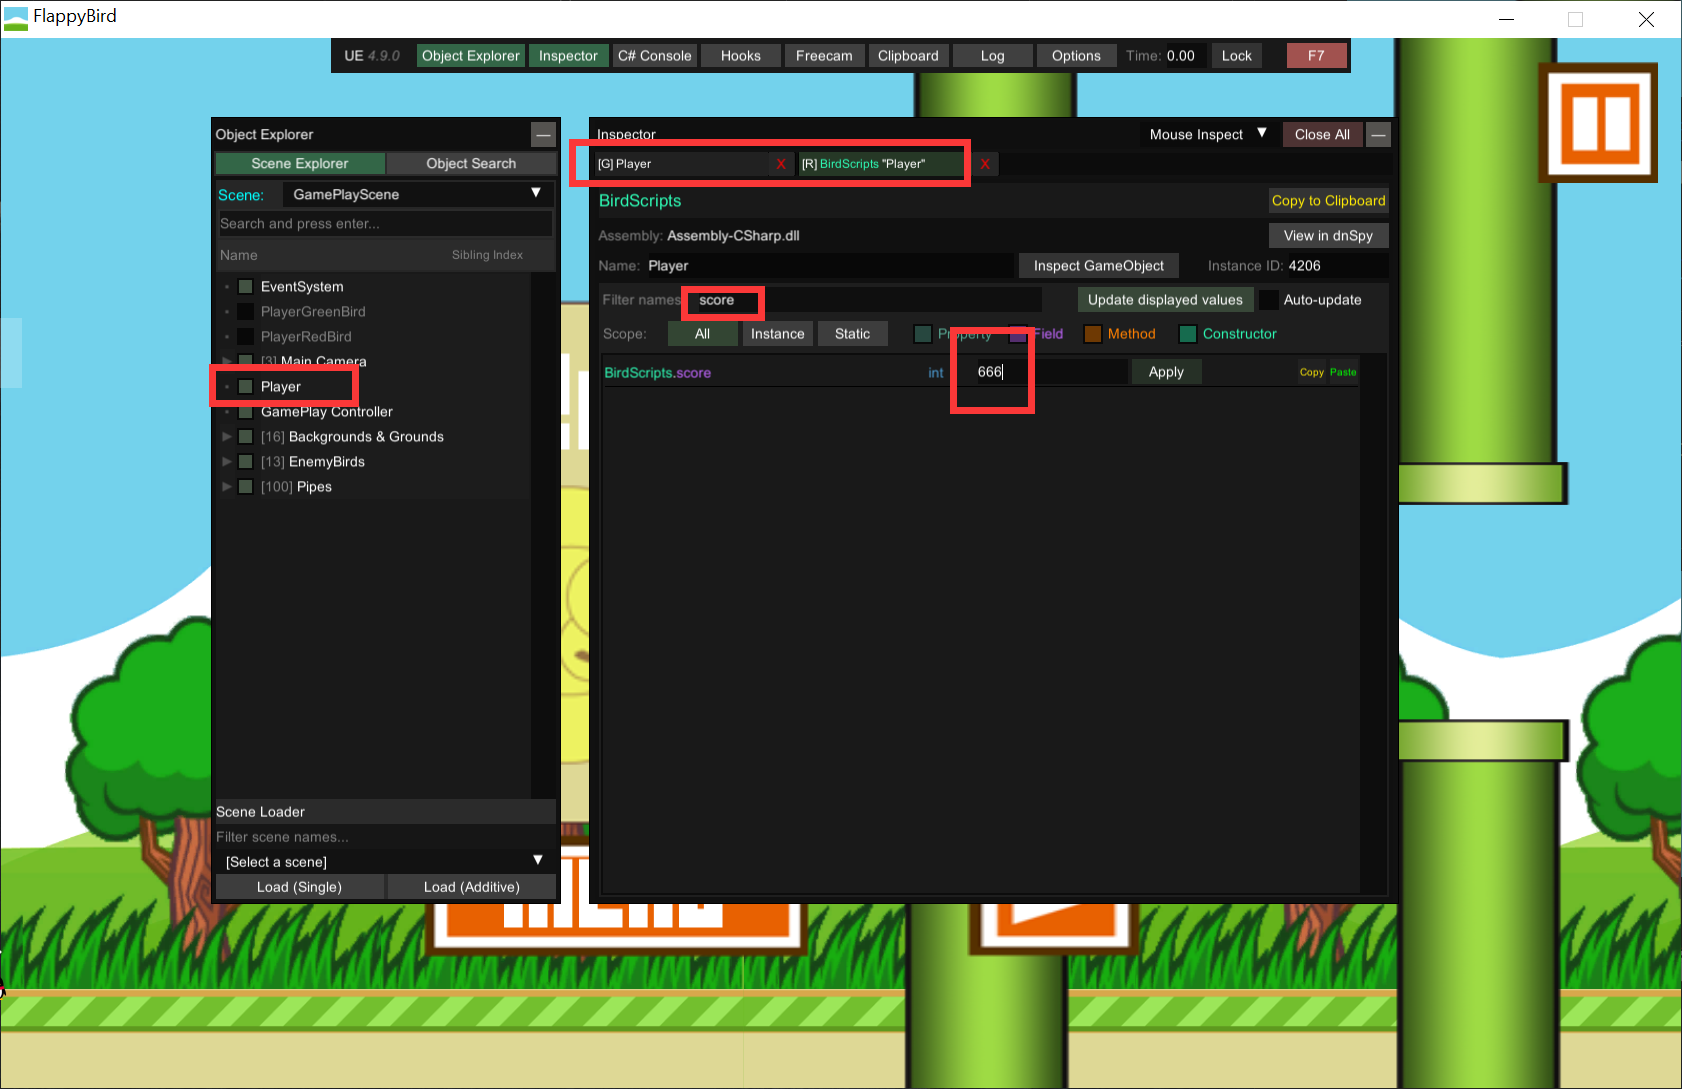 FlappyBird
UE 4.9.0 Object Explorer Inspector C# Console Hooks Freecam Clipboard Log Options Time: 0.00 Lock F7
Object Explorer —
Scene Explorer Object Search
Scene: GamePlayScene ▼
Search and press enter...
Name Sibling Index
EventSystem
PlayerGreenBird
PlayerRedBird
[3] Main Camera
Player
GamePlay Controller
[16] Backgrounds & Grounds
[13] EnemyBirds
[100] Pipes
Scene Loader
Filter scene names...
[Select a scene] ▼
Load (Single) Load (Additive)
Inspector Mouse Inspect ▼ Close All —
[G] Player X [R] BirdScripts "Player" X
BirdScripts Copy to Clipboard
Assembly: Assembly-CSharp.dll View in dnSpy
Name: Player Inspect GameObject Instance ID: 4206
Filter names score Update displayed values Auto-update
Scope: All Instance Static Property Field Method Constructor
BirdScripts.score int 666 Apply Copy Paste